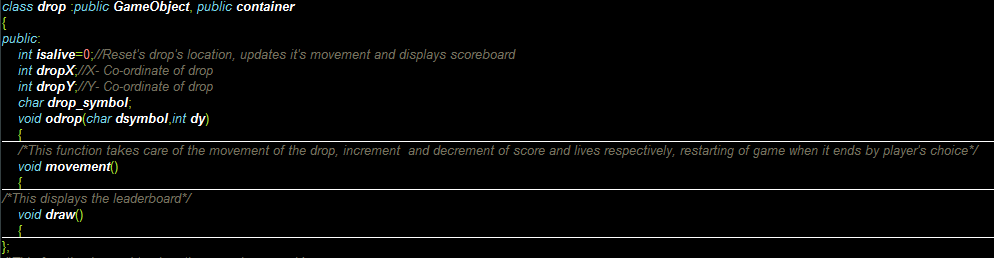 class drop :public GameObject, public container
{
public:
int isalive=0;//Reset's drop's location, updates it's movement and displays scoreboard
int dropX;//X- Co-ordinate of drop
int dropY;//Y- Co-ordinate of drop
char drop_symbol;
void odrop(char dsymbol,int dy)
{
/*This function takes care of the movement of the drop, increment  and decrement of score and lives respectively, restarting of game when it ends by player's choice*/
void movement()
{
/*This displays the leaderboard*/
void draw()
{
};